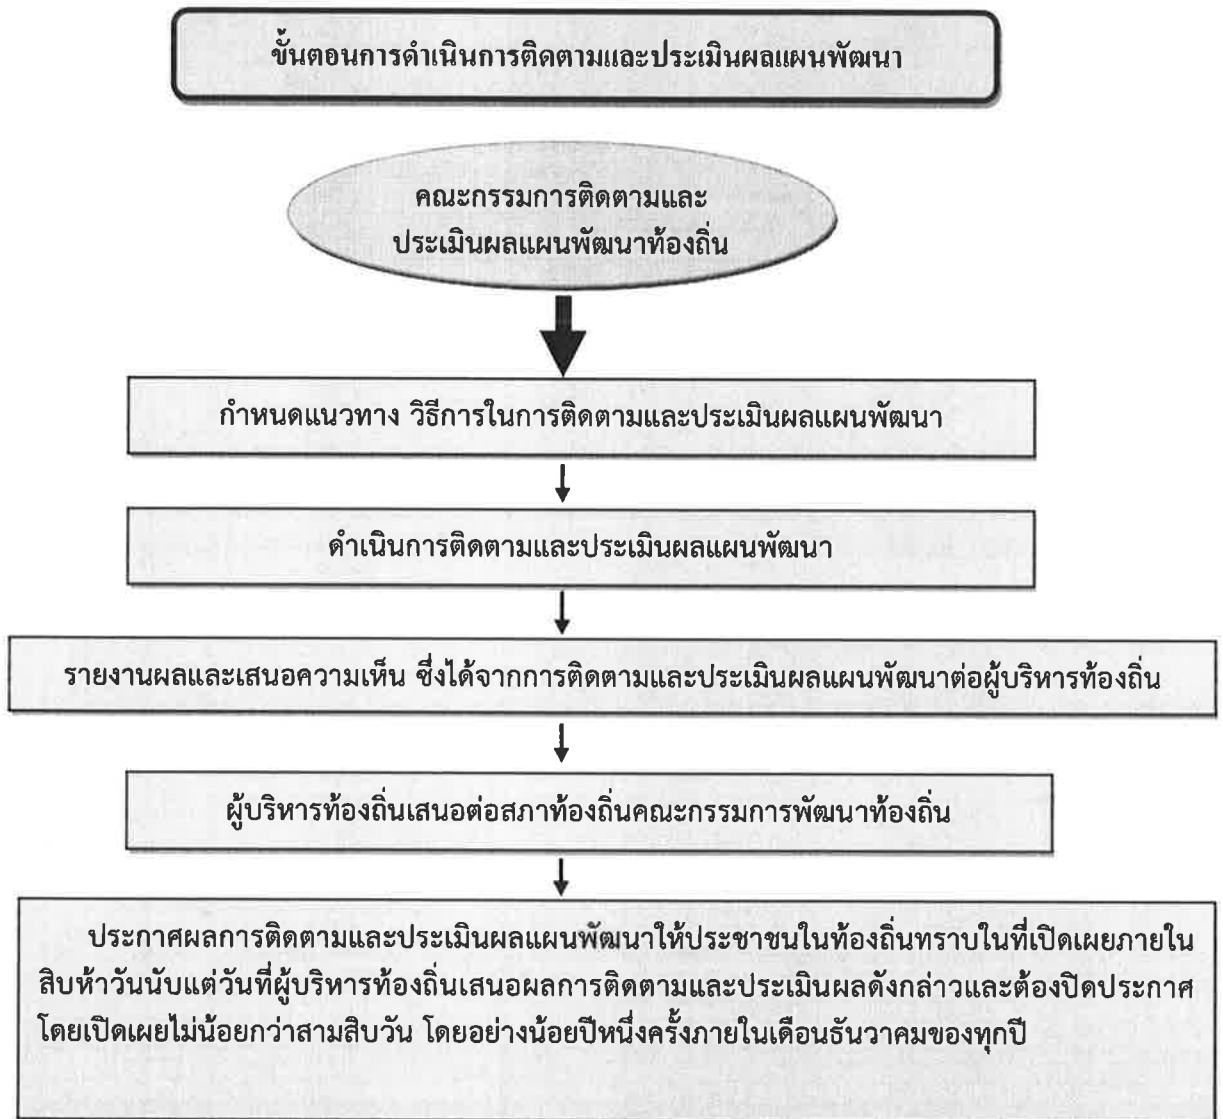 ขั้นตอนการดำเนินการติดตามและประเมินผลแผนพัฒนา
คณะกรรมการติดตามและ
ประเมินผลแผนพัฒนาท้องถิ่น
กำหนดแนวทาง วิธีการในการติดตามและประเมินผลแผนพัฒนา
ดำเนินการติดตามและประเมินผลแผนพัฒนา
รายงานผลและเสนอความเห็น ซึ่งได้จากการติดตามและประเมินผลแผนพัฒนาต่อผู้บริหารท้องถิ่น
ผู้บริหารท้องถิ่นเสนอต่อสภาท้องถิ่นคณะกรรมการพัฒนาท้องถิ่น
ประกาศผลการติดตามและประเมินผลแผนพัฒนาให้ประชาชนในท้องถิ่นทราบในที่เปิดเผยภายใน
สิบห้าวันนับแต่วันที่ผู้บริหารท้องถิ่นเสนอผลการติดตามและประเมินผลดังกล่าวและต้องปิดประกาศ
โดยเปิดเผยไม่น้อยกว่าสามสิบวัน โดยอย่างน้อยปีหนึ่งครั้งภายในเดือนธันวาคมของทุกปี